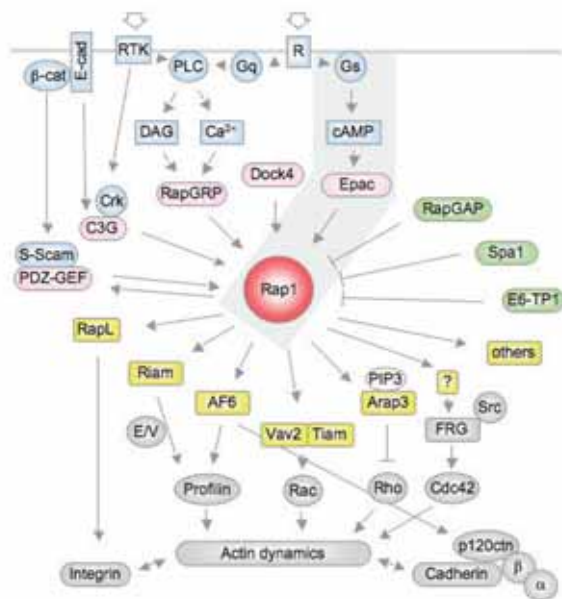 RTK
R
E-cad
β-cat
PLC
Gq
Gs
DAG
Ca²⁺
cAMP
Dock4
Epac
RapGRP
RapGAP
Crk
C3G
Spa1
S-Scam
PDZ-GEF
Rap1
E6-TP1
RapL
others
Riam
PIP3
?
AF6
Arap3
Src
E/V
Vav2 Tiam
FRG
Profilin
Rac
Rho
Cdc42
p120ctn
Actin dynamics
Integrin
Cadherin
β
α